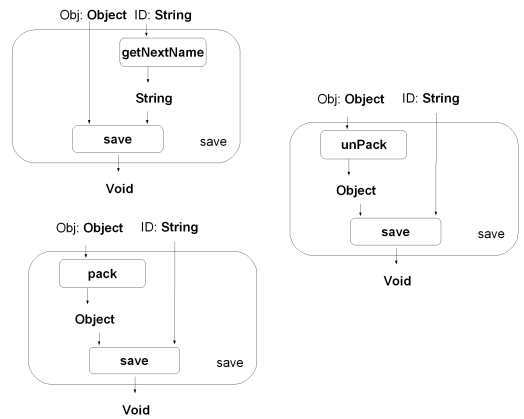 Obj: Object ID: String
getNextName
String
save
save
Void
Obj: Object ID: String
unPack
Object
save
save
Void
Obj: Object ID: String
pack
Object
save
save
Void